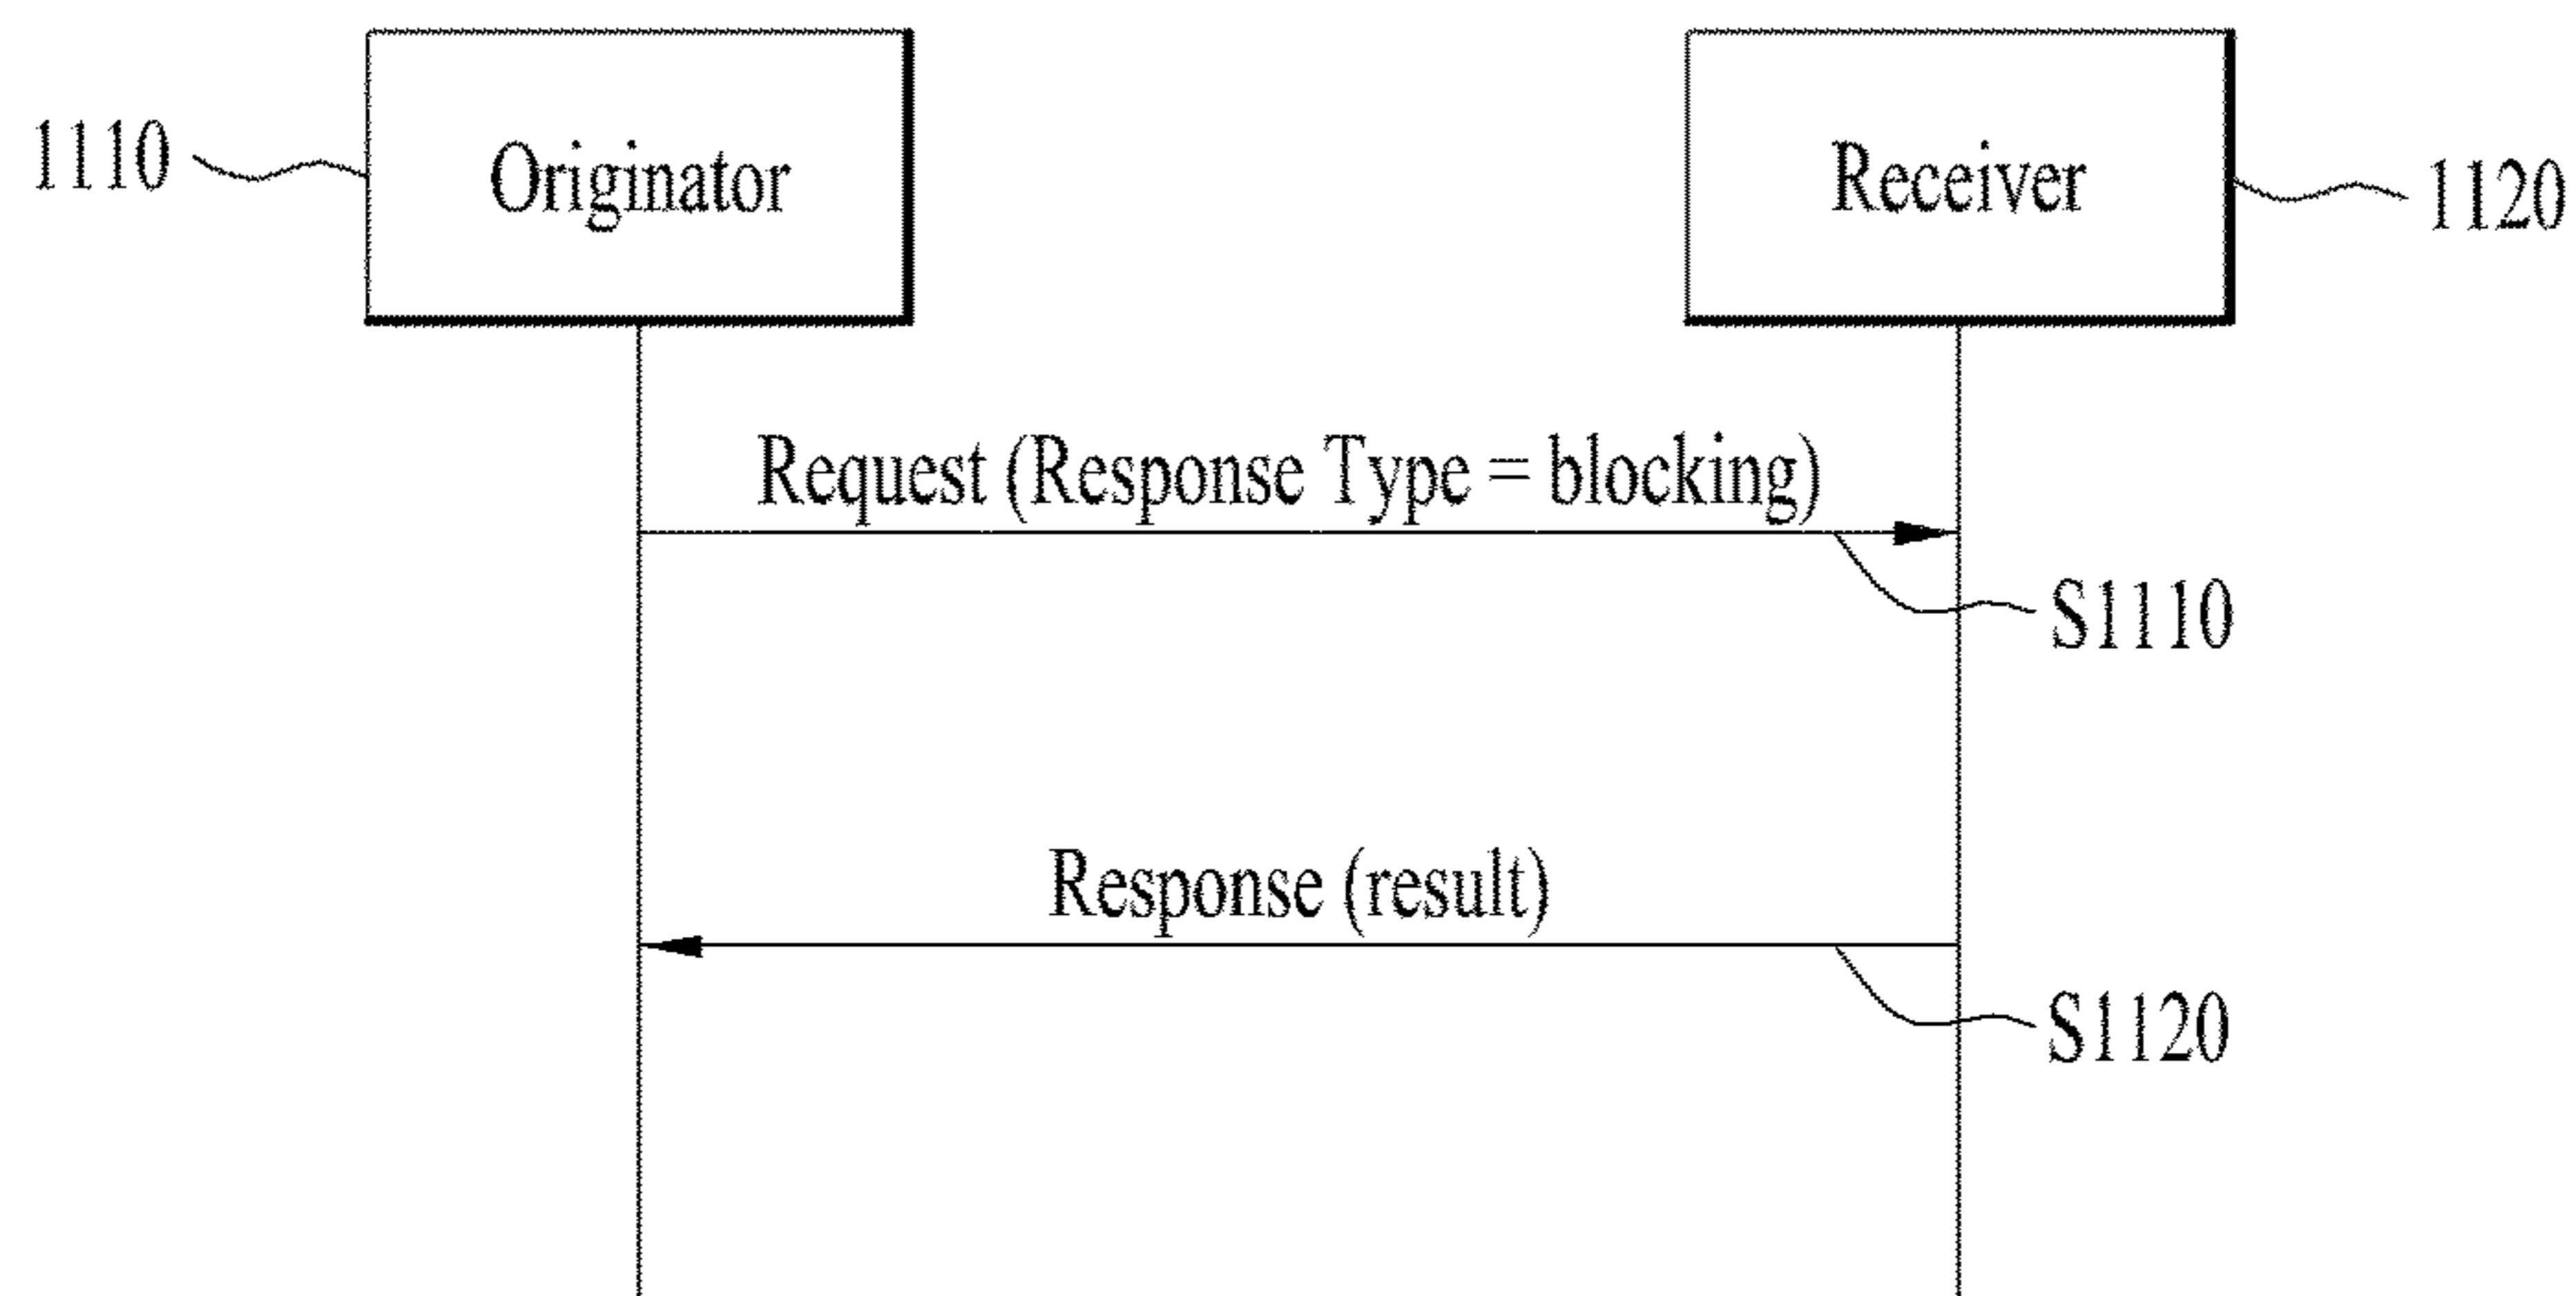 1110
Originator
Receiver
1120
Request (Response Type = blocking)
S1110
Response (result)
S1120